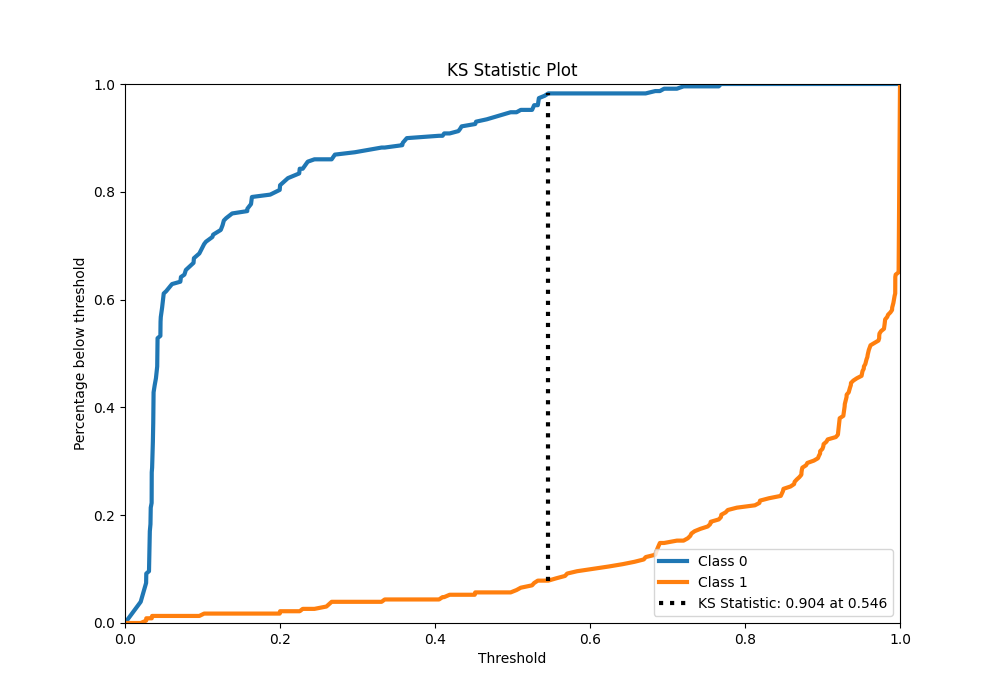 KS Statistic Plot
Percentage below threshold
1.0
0.8
0.6
0.4
0.2
0.0
0.0 0.2 0.4 0.6 0.8 1.0
Threshold
Class 0
Class 1
KS Statistic: 0.904 at 0.546